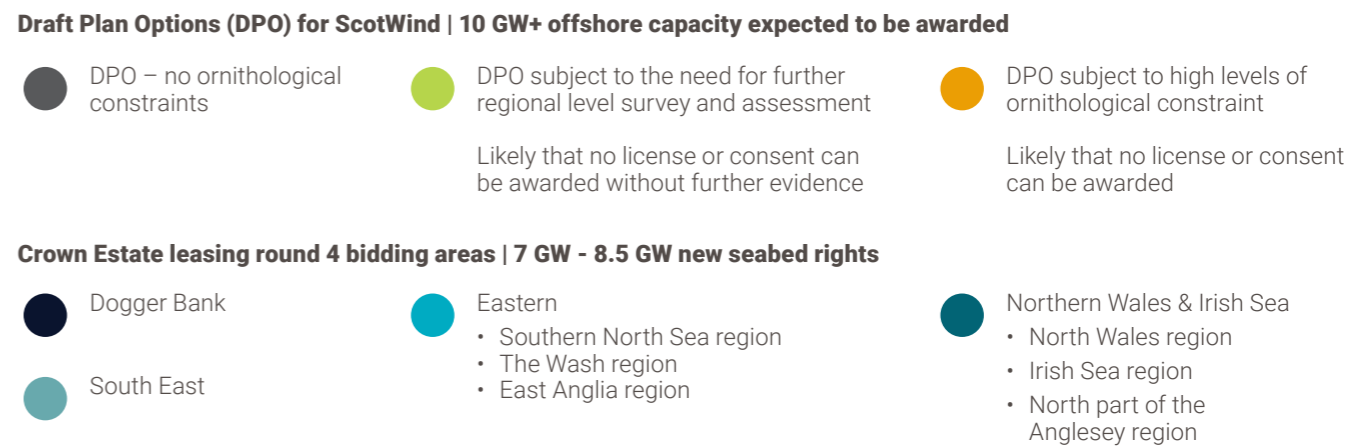 Draft Plan Options (DPO) for ScotWind | 10 GW+ offshore capacity expected to be awarded
DPO – no ornithological
constraints
DPO subject to the need for further
regional level survey and assessment
Likely that no license or consent can
be awarded without further evidence
DPO subject to high levels of
ornithological constraint
Likely that no license or consent
can be awarded
Crown Estate leasing round 4 bidding areas | 7 GW - 8.5 GW new seabed rights
Dogger Bank
South East
Eastern
• Southern North Sea region
• The Wash region
• East Anglia region
Northern Wales & Irish Sea
• North Wales region
• Irish Sea region
• North part of the
Anglesey region